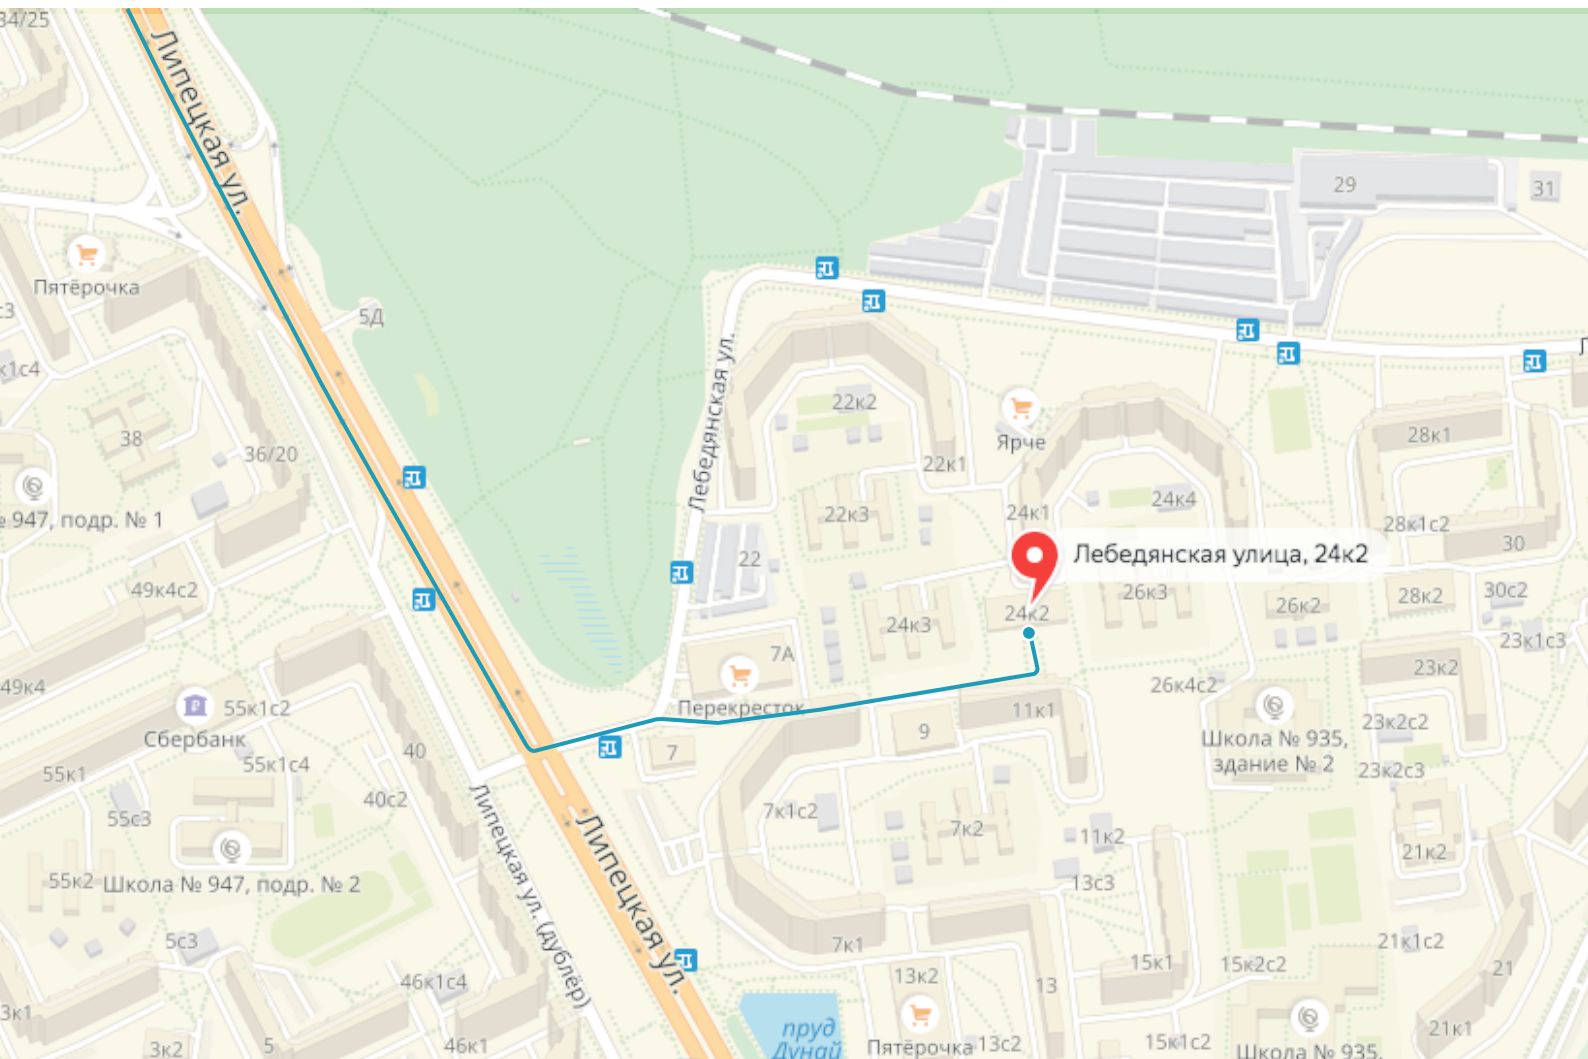 34/25
Липецкая ул.
29
31
Пятёрочка
5Д
к1с4
Лебедянская ул.
22к2
38
Ярче
28к1
36/20
22к1
24к4
947, подр. № 1
22к3
24к1
28к1с2
30
22
Лебедянская улица, 24к2
49к4с2
26к3
28к2
30с2
26к2
24к2
24к3
23к1с3
7А
23к2
49к4
26к4с2
55к1с2
Перекресток
11к1
23к2с2
Сбербанк
9
Школа № 935,
здание № 2
40
7
55к1с4
23к2с3
55к1
40с2
7к1с2
55с3
7к2
11к2
Липецкая ул. (дублёр)
Липецкая ул.
21к2
55к2
Школа № 947, подр. № 2
13с3
5с3
7к1
21к1с2
15к1
15к2с2
21
13к2
46к1с4
13
3к1
пруд
Дунай
21к1
3к2
5
46к1
Пятёрочка
13с2
15к1с2
Школа № 935,